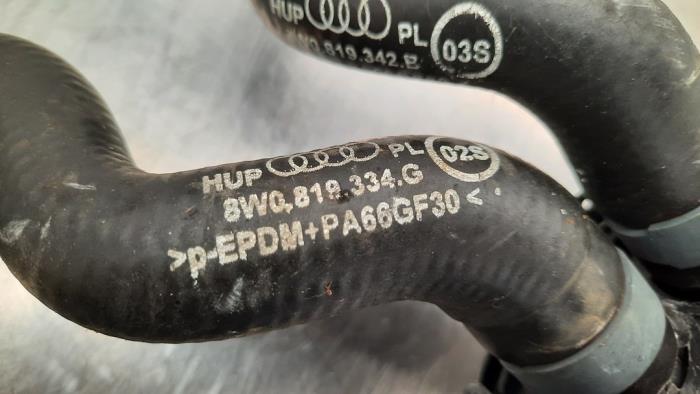 HUP PL 03S
8W0.819.342.E
HUP PL 02S
8W0.819.334.G
>p-EPDM+PA66GF30<